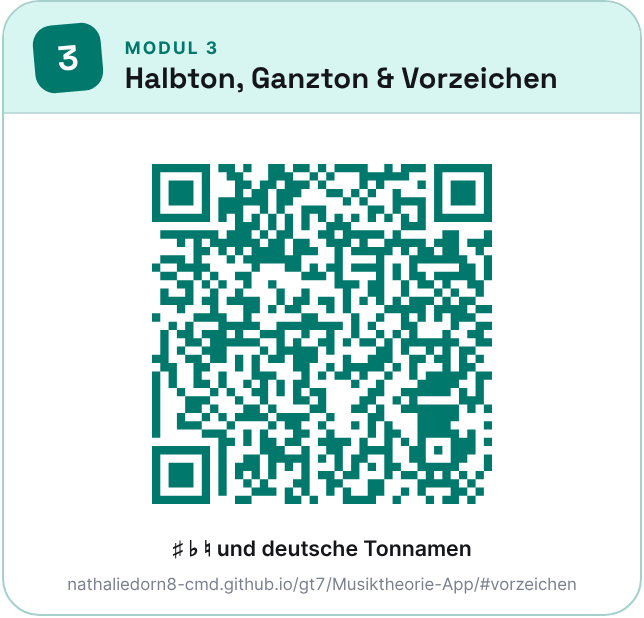 3
MODUL 3
Halbton, Ganzton & Vorzeichen
♯ ♭ ♮ und deutsche Tonnamen
nathaliedorn8-cmd.github.io/gt7/Musiktheorie-App/#vorzeichen